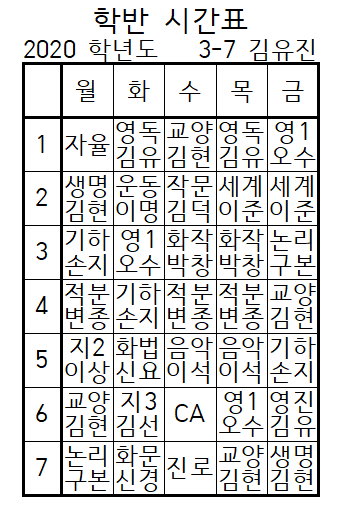 학반 시간표
2020 학년도 3-7 김유진
월 화 수 목 금
1 자율 영독 교양 영독 영1
김유 김현 김유 오수
2 생명 운동 작문 세계 세계
김현 이명 김덕 이준 이준
3 기하 영1 화작 화작 논리
손지 오수 박창 박창 구본
4 적분 기하 적분 적분 교양
변종 손지 변종 변종 김현
5 지2 화법 음악 음악 기하
이상 신요 이석 이석 손지
6 교양 지3 CA 영1 영진
김현 김선 오수 김유
7 논리 화문 진로 교양 생명
구본 신경 김현 김현